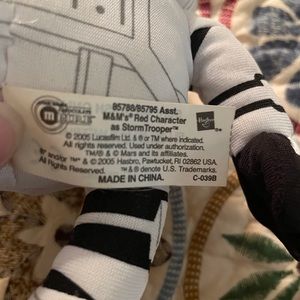 m
85788/85795 Asst.
M&M's® Red Character
as StormTrooper™
Hasbro
© 2005 Lucasfilm Ltd. & ® or TM where indicated.
All rights reserved. Used under authorization.
TM/® & © Mars and its affiliates.
All Rights Reserved.
®* and/or ™* & © 2005 Hasbro, Pawtucket, RI 02862 USA.
™ & ® denote U.S. Trademarks.
MADE IN CHINA.
C-039B